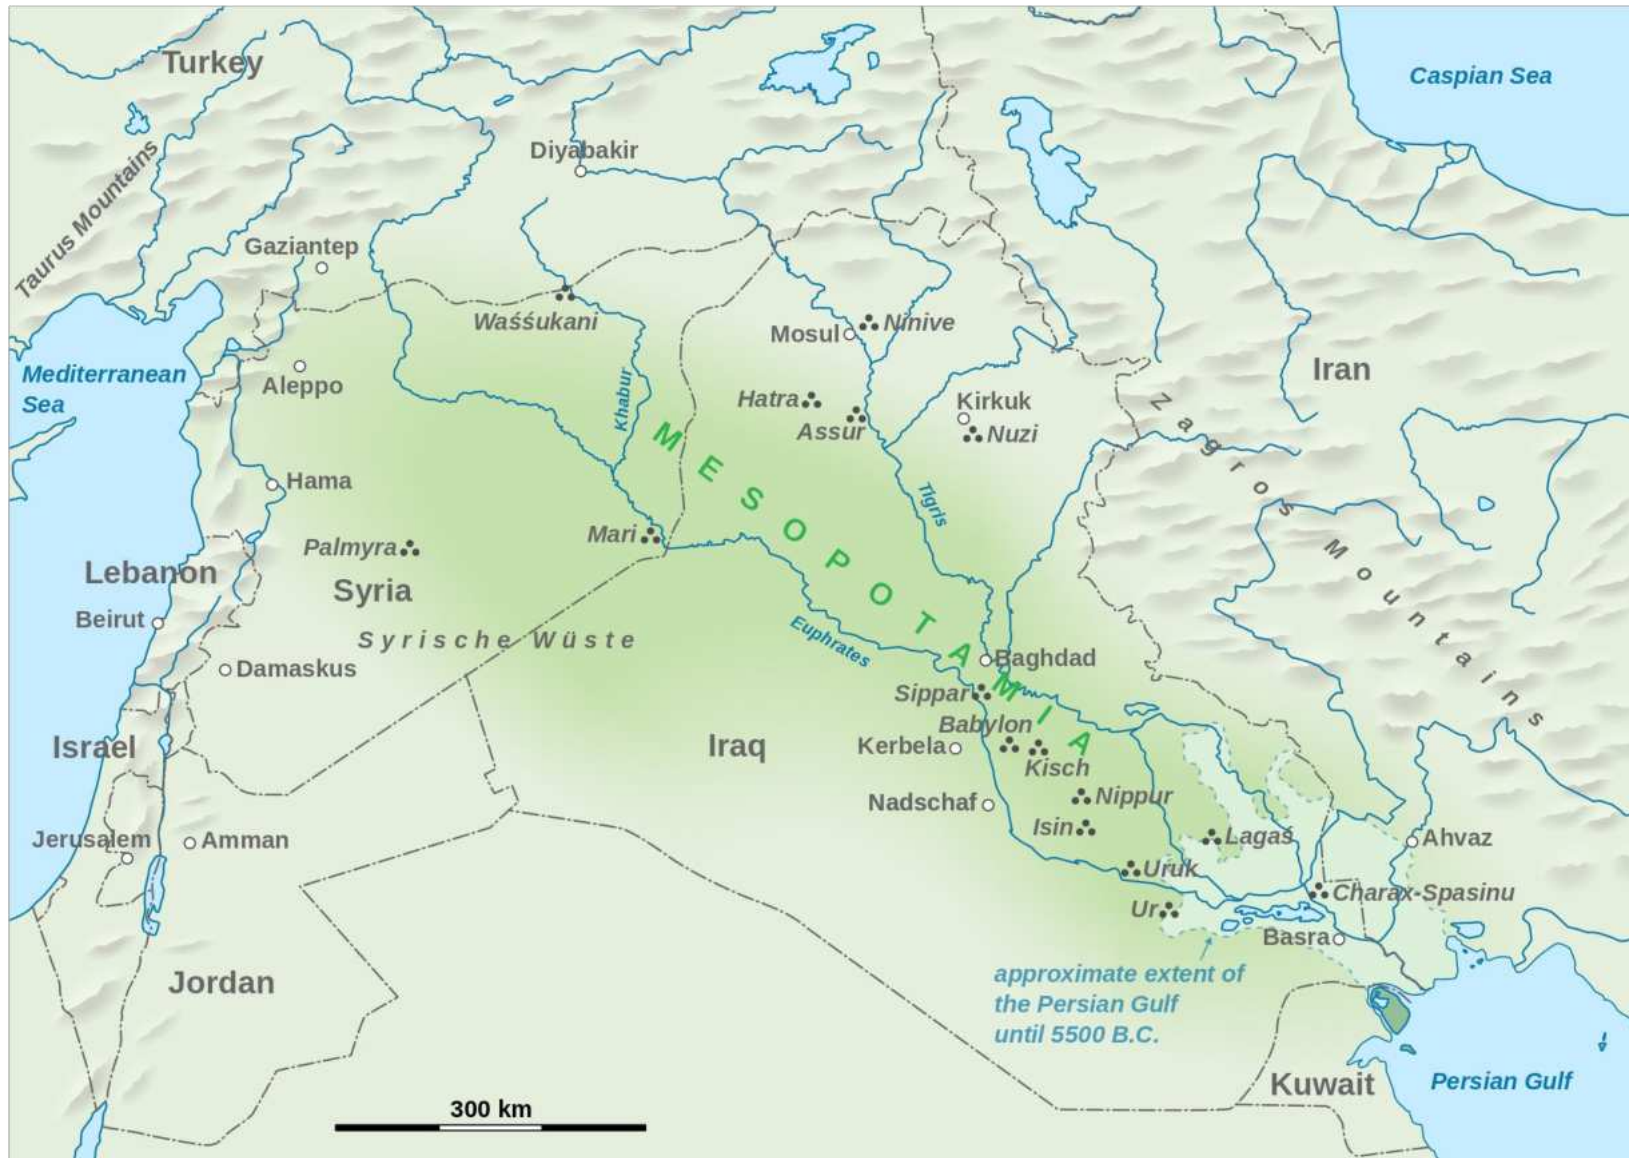 Turkey
Caspian Sea
Diyabakir
Taurus Mountains
Gaziantep
Waśśukani
Mosul
Ninive
Mediterranean
Sea
Aleppo
Iran
Khabur
Hatra
Assur
Kirkuk
Nuzi
Zagros Mountains
MESOPOTAMIA
Hama
Tigris
Palmyra
Mari
Lebanon
Syria
Beirut
Syrische Wüste
Euphrates
Damaskus
Baghdad
Sippar
Babylon
Israel
Iraq
Kerbela
Kisch
Nadschaf
Nippur
Isin
Lagaś
Jerusalem
Amman
Ahvaz
Uruk
Charax-Spasinu
Ur
Basra
Jordan
approximate extent of
the Persian Gulf
until 5500 B.C.
Kuwait
Persian Gulf
300 km